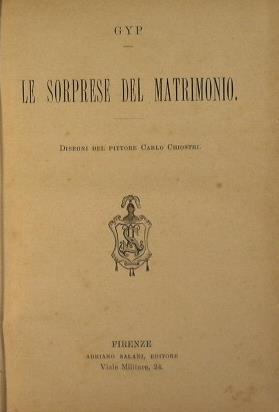 GYP
LE SORPRESE DEL MATRIMONIO.
DISEGNI DEL PITTORE CARLO CHIOSTRI.
FIRENZE
ADRIANO SALANI, EDITORE
Viale Militare, 24.